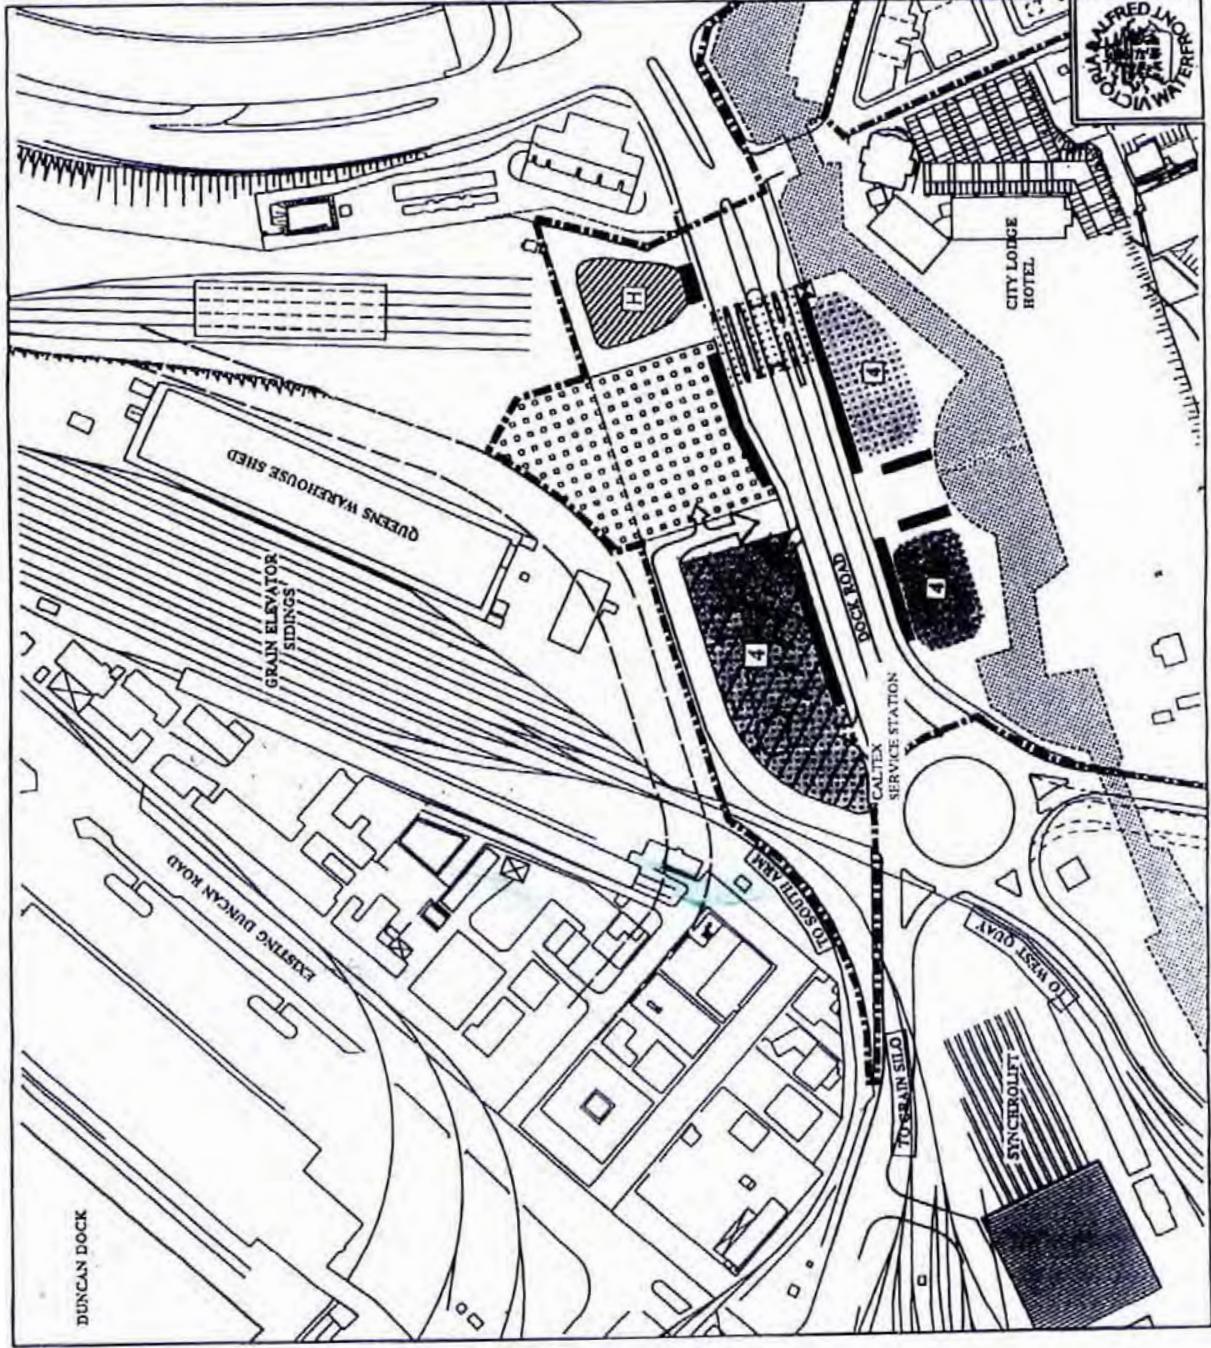 VICTORIA & ALFRED
WATERFRONT
CITY LODGE
HOTEL
H
4
4
4
QUEENS WAREHOUSE SHED
GRAIN ELEVATOR
SIDINGS
DOCK ROAD
CALTEX
SERVICE STATION
EXISTING DUNCAN ROAD
TO SOUTH ARM
TO WEST QUAY
TO GRAIN SILO
SYNCHROLIFT
DUNCAN DOCK